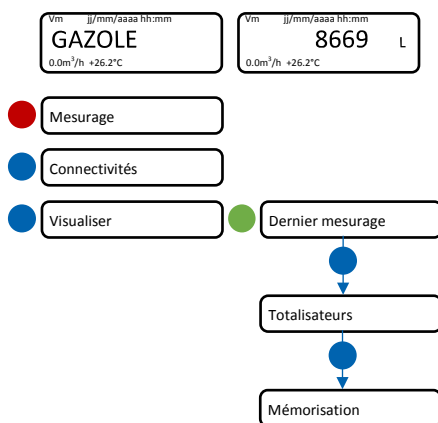 Vm jj/mm/aaaa hh:mm
GAZOLE
0.0m³/h +26.2°C
Vm jj/mm/aaaa hh:mm
8669 L
0.0m³/h +26.2°C
Mesurage
Connectivités
Visualiser
Dernier mesurage
Totalisateurs
Mémorisation